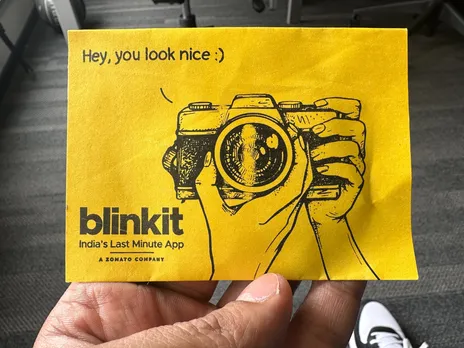 Hey, you look nice :)
blinkit
India's Last Minute App
A ZOMATO COMPANY